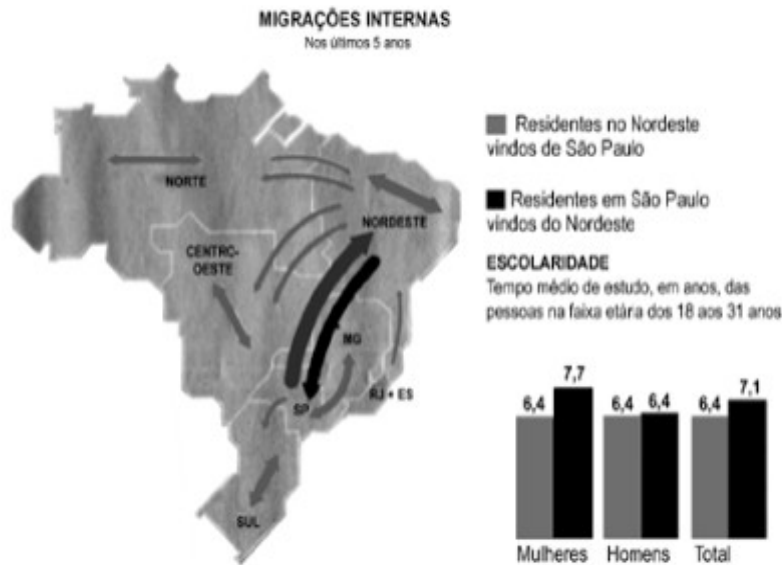 MIGRAÇÕES INTERNAS
Nos últimos 5 anos
NORTE
NORDESTE
CENTRO-
OESTE
MG
SP
RJ + ES
SUL
Residentes no Nordeste
vindos de São Paulo
Residentes em São Paulo
vindos do Nordeste
ESCOLARIDADE
Tempo médio de estudo, em anos, das
pessoas na faixa etária dos 18 aos 31 anos
6,4 7,7 6,4 6,4 6,4 7,1
Mulheres Homens Total